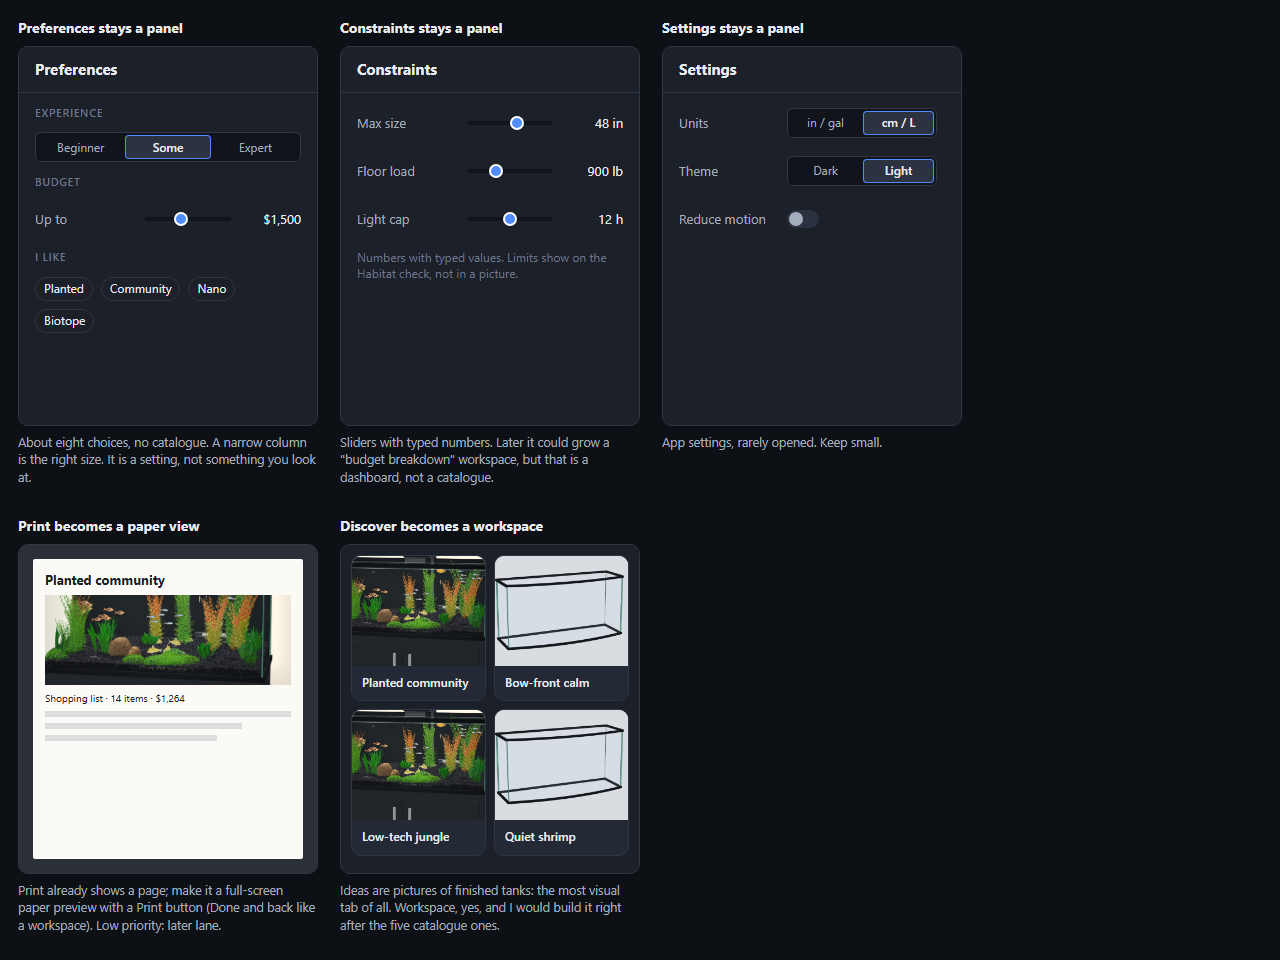 Preferences stays a panel
Preferences
EXPERIENCE
Beginner
Some
Expert
BUDGET
Up to
$1,500
I LIKE
Planted
Community
Nano
Biotope
About eight choices, no catalogue. A narrow column
is the right size. It is a setting, not something you look
at.
Constraints stays a panel
Constraints
Max size
48 in
Floor load
900 lb
Light cap
12 h
Numbers with typed values. Limits show on the
Habitat check, not in a picture.
Sliders with typed numbers. Later it could grow a
"budget breakdown" workspace, but that is a
dashboard, not a catalogue.
Settings stays a panel
Settings
Units
in / gal
cm / L
Theme
Dark
Light
Reduce motion
App settings, rarely opened. Keep small.
Print becomes a paper view
Planted community
Shopping list · 14 items · $1,264
Print already shows a page; make it a full-screen
paper preview with a Print button (Done and back like
a workspace). Low priority: later lane.
Discover becomes a workspace
Planted community
Bow-front calm
Low-tech jungle
Quiet shrimp
Ideas are pictures of finished tanks: the most visual
tab of all. Workspace, yes, and I would build it right
after the five catalogue ones.